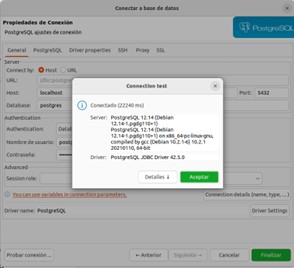 Conectar a base de datos
Propiedades de Conexión
PostgreSQL ajustes de conexión
PostgreSQL
General PostgreSQL Driver properties SSH Proxy SSL
Server
Connect by: Host URL
URL:
Host: localhost Port: 5432
Database: postgres
Authentication
Authentication:
Nombre de usuario:
Contraseña:
Advanced
Session role:
You can use variables in connection parameters. Connection details (name, type, ... )
Driver name: PostgreSQL Driver Settings
Probar conexión ... < Anterior Siguiente > Cancelar Finalizar
Connection test
Conectado (22240 ms)
Server: PostgreSQL 12.14 (Debian
12.14-1.pgdg110+1)
PostgreSQL 12.14 (Debian
12.14-1.pgdg110+1) on x86_64-pc-linux-gnu,
compiled by gcc (Debian 10.2.1-6) 10.2.1
20210110, 64-bit
Driver: PostgreSQL JDBC Driver 42.5.0
Detalles ↓ Aceptar